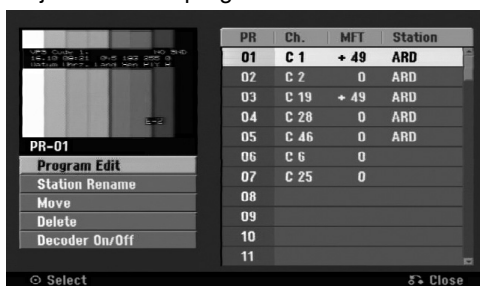 PR-01
Program Edit
Station Rename
Move
Delete
Decoder On/Off
PR Ch. MFT Station
01 C 1 + 49 ARD
02 C 2 0 ARD
03 C 19 + 49 ARD
04 C 28 0 ARD
05 C 46 0 ARD
06 C 6 0
07 C 25 0
08
09
10
11
Select
Close